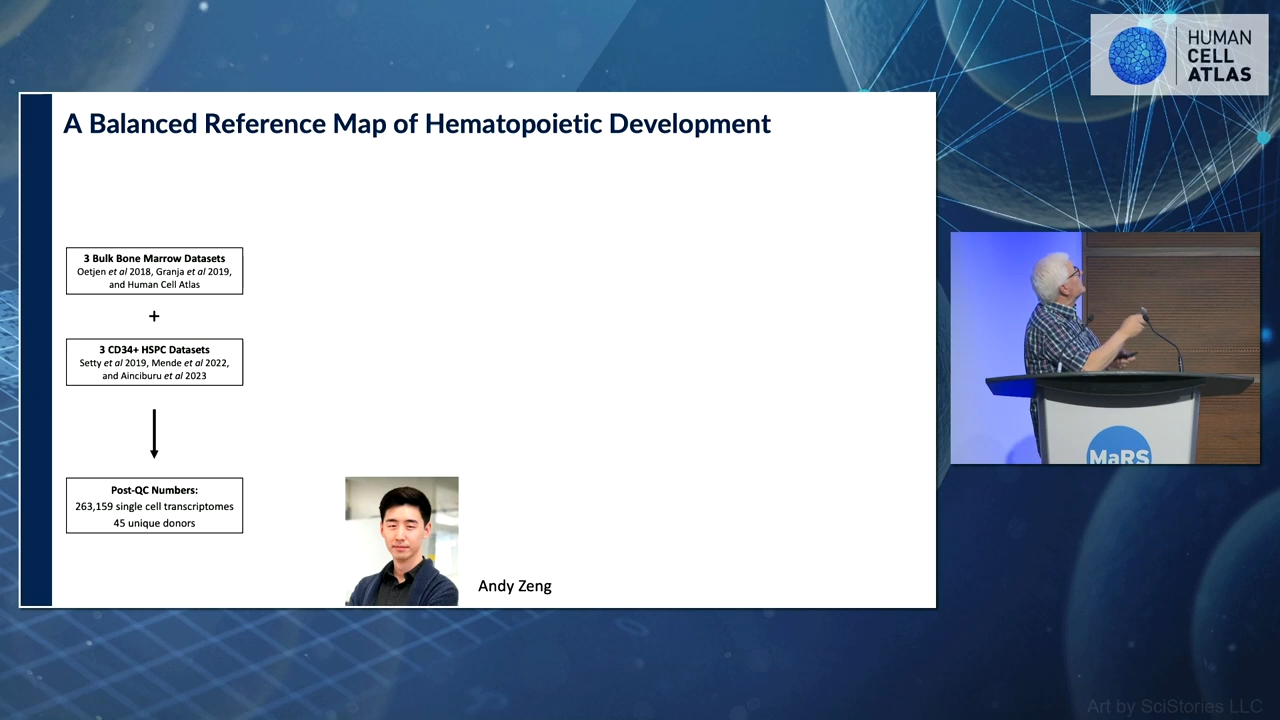 HUMAN
CELL
ATLAS
A Balanced Reference Map of Hematopoietic Development
3 Bulk Bone Marrow Datasets
Oetjen et al 2018, Granja et al 2019,
and Human Cell Atlas
+
3 CD34+ HSPC Datasets
Setty et al 2019, Mende et al 2022,
and Ainciburu et al 2023
Post-QC Numbers:
263,159 single cell transcriptomes
45 unique donors
Andy Zeng
MaRS
Art by SciStories LLC